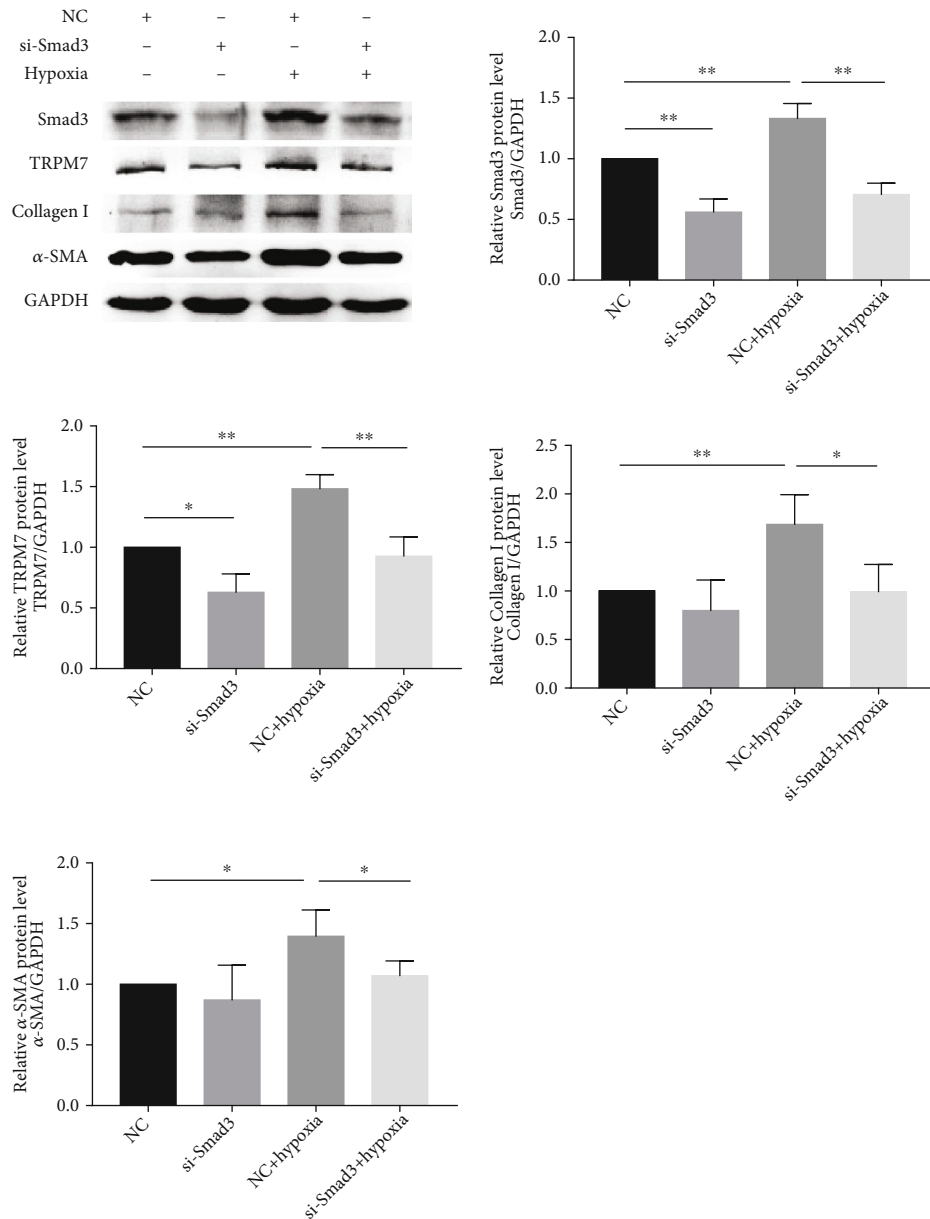 NC + – + –
si-Smad3 – + – +
Hypoxia – – + +
Smad3
TRPM7
Collagen I
α-SMA
GAPDH
Relative Smad3 protein level
Smad3/GAPDH
2.0
1.5
1.0
0.5
0.0
**
**
**
NC
si-Smad3
NC+hypoxia
si-Smad3+hypoxia
Relative TRPM7 protein level
TRPM7/GAPDH
2.0
1.5
1.0
0.5
0.0
**
**
*
NC
si-Smad3
NC+hypoxia
si-Smad3+hypoxia
Relative Collagen I protein level
Collagen I/GAPDH
2.5
2.0
1.5
1.0
0.5
0.0
**
*
NC
si-Smad3
NC+hypoxia
si-Smad3+hypoxia
Relative α-SMA protein level
α-SMA/GAPDH
2.0
1.5
1.0
0.5
0.0
*
*
NC
si-Smad3
NC+hypoxia
si-Smad3+hypoxia